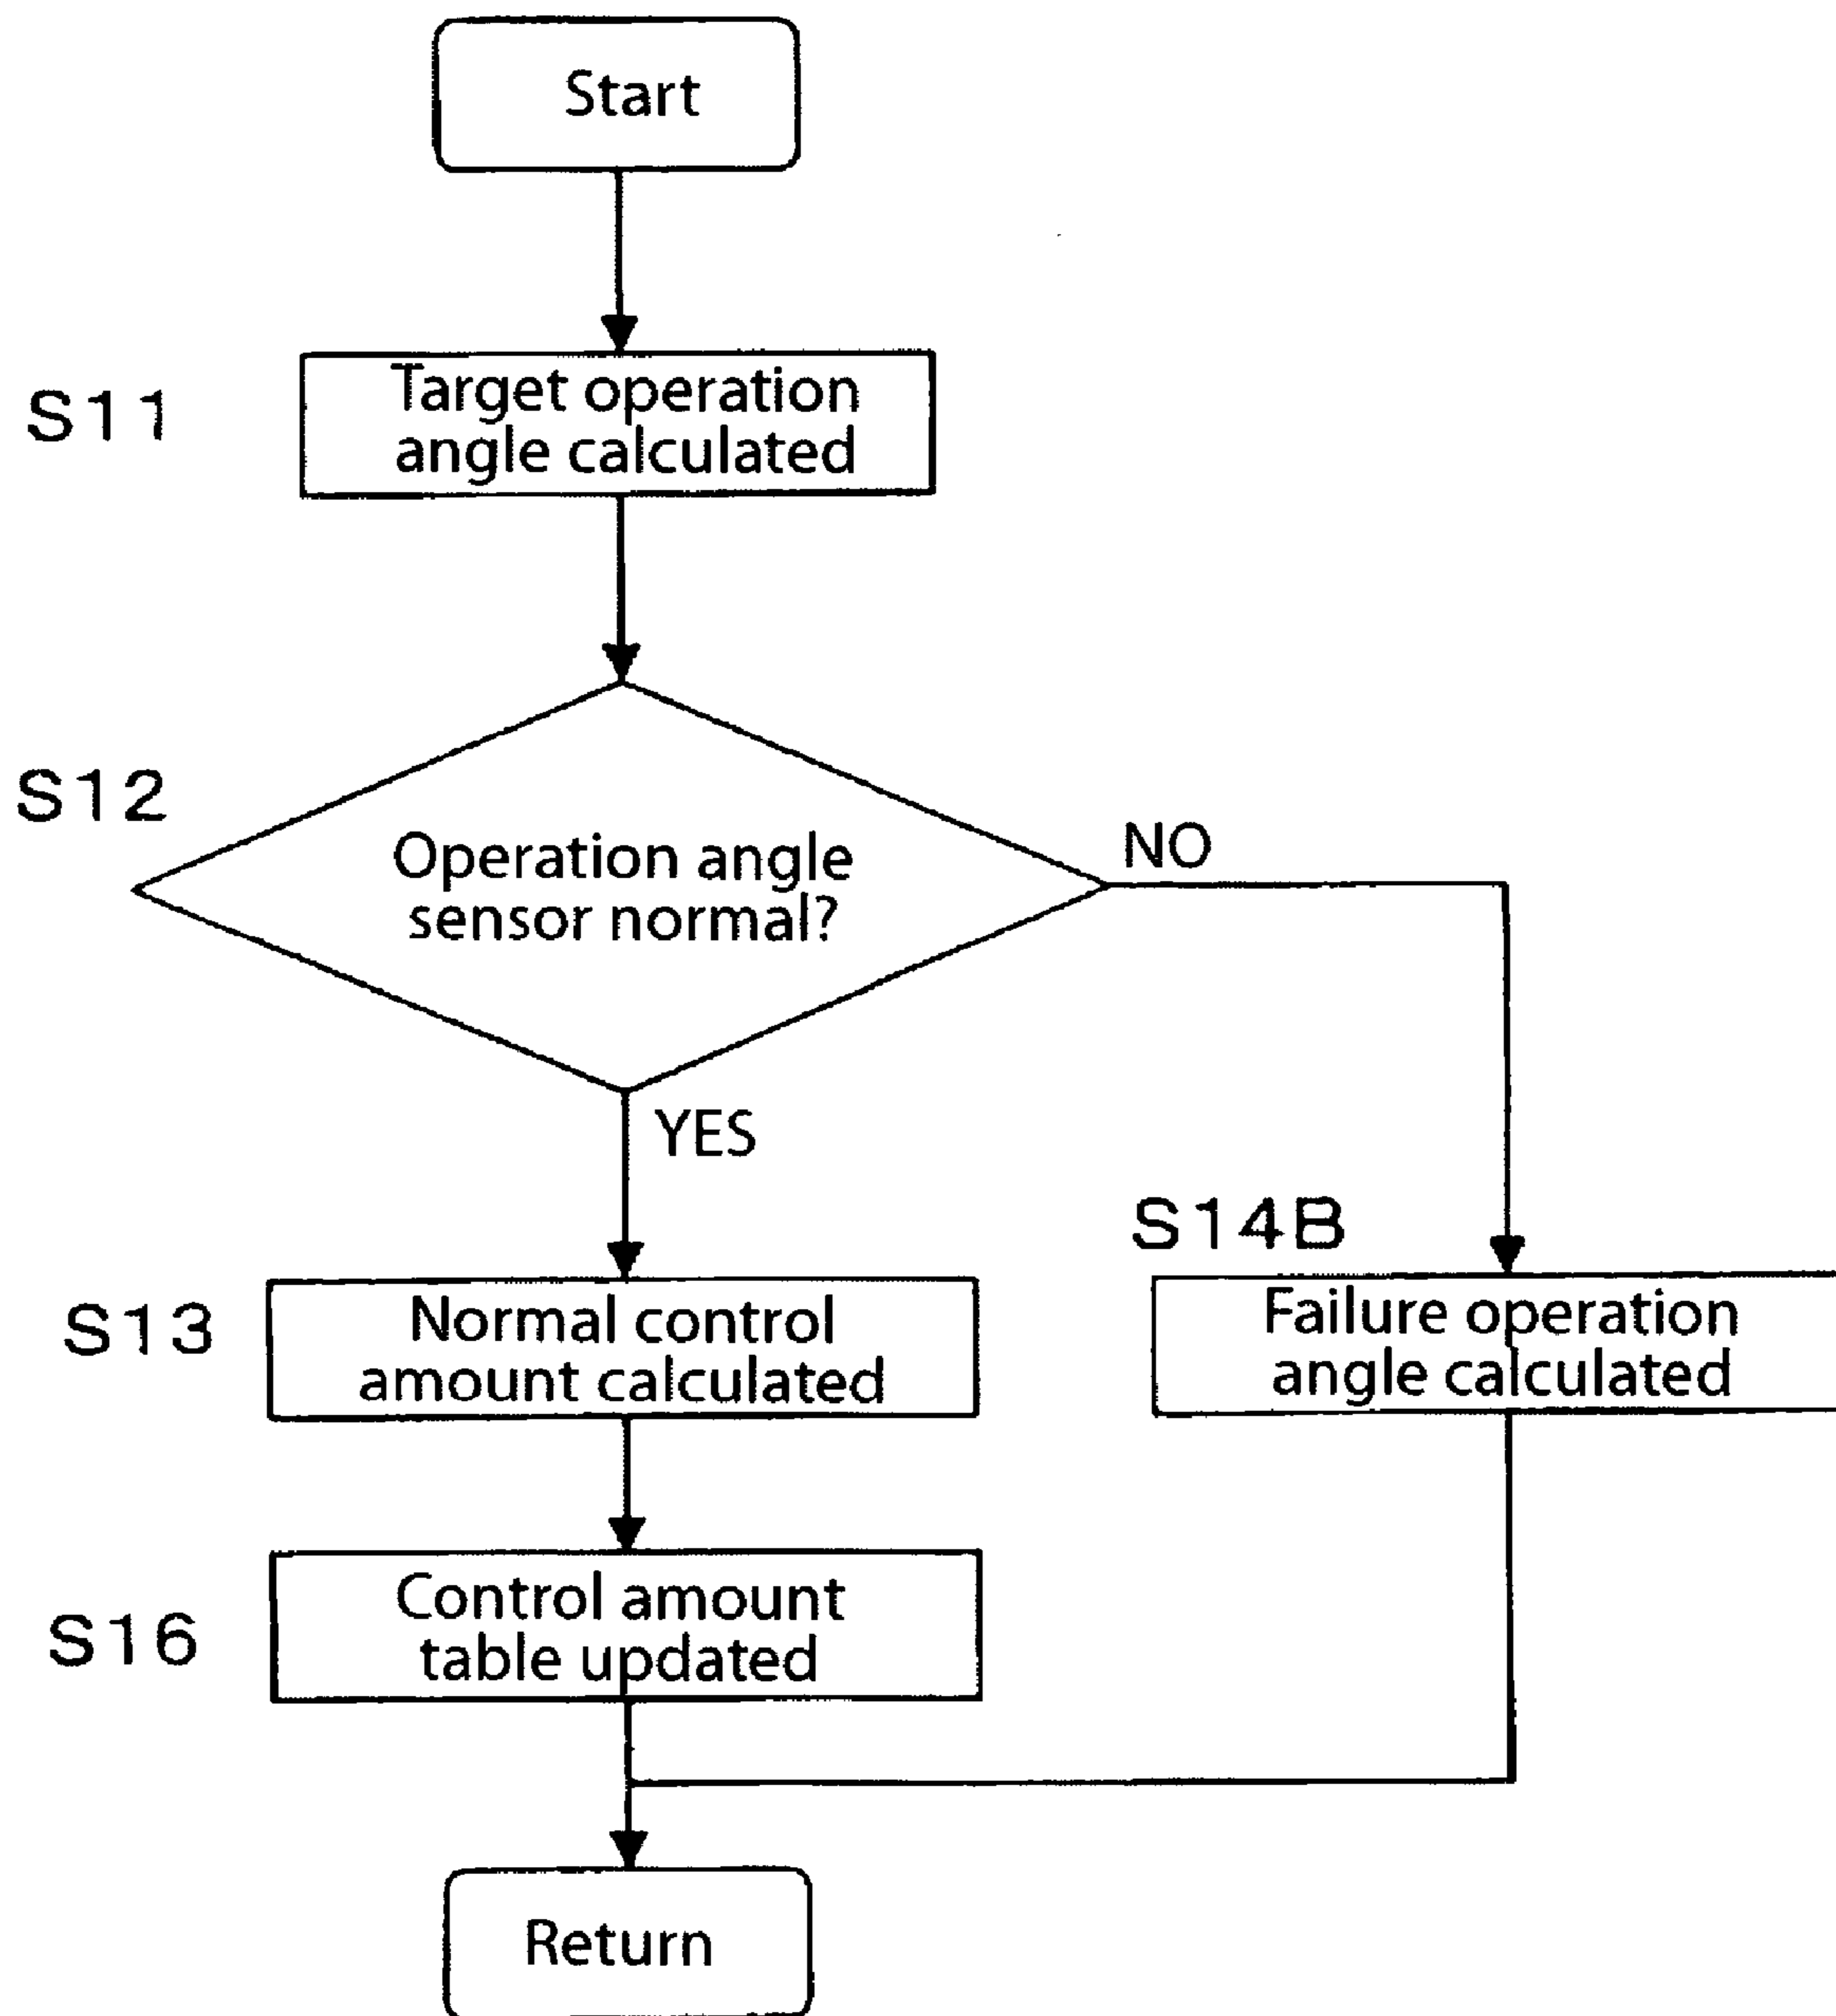 Start
S11
Target operation
angle calculated
S12
Operation angle
sensor normal?
NO
YES
S14B
S13
Normal control
amount calculated
Failure operation
angle calculated
S16
Control amount
table updated
Return